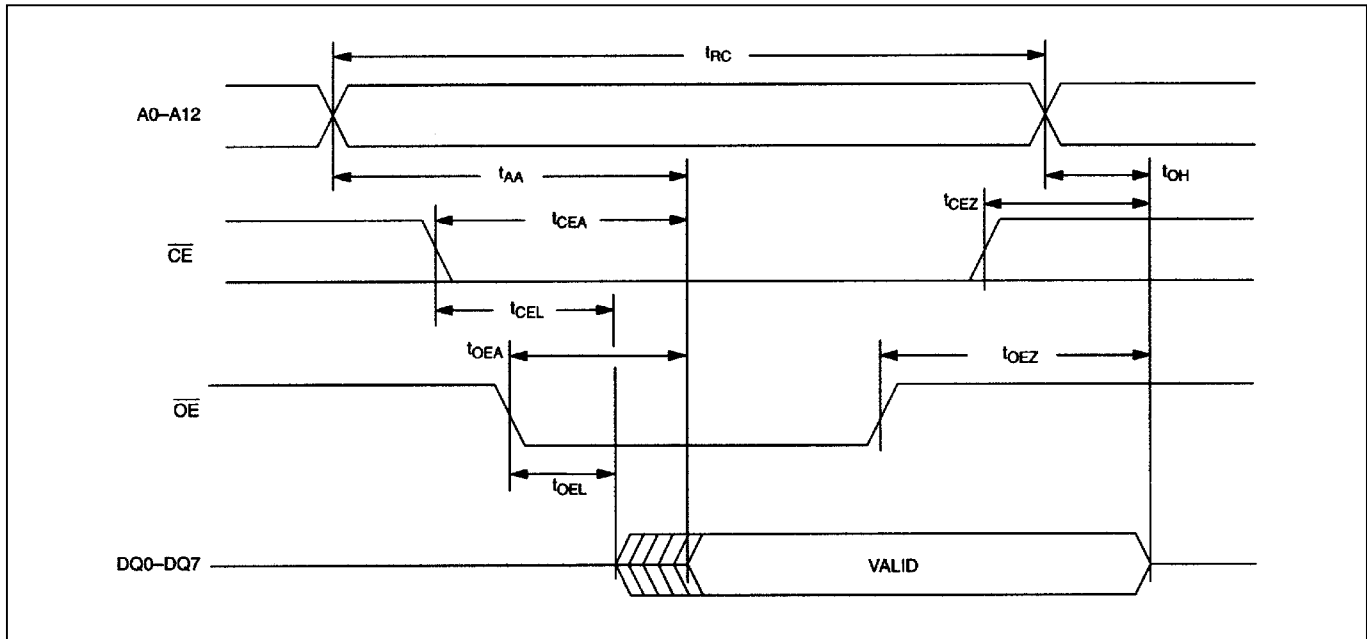 tRC
A0–A12
tAA
tOH
tCEZ
tCEA
CE
tCEL
tOEA
tOEZ
OE
tOEL
DQ0–DQ7
VALID